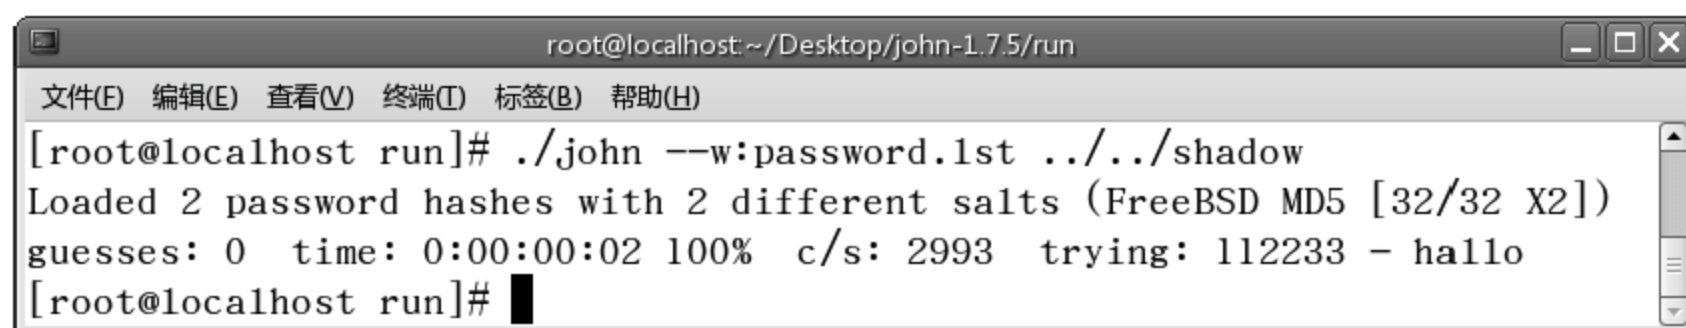 root@localhost:~/Desktop/john-1.7.5/run
文件(F) 编辑(E) 查看(V) 终端(T) 标签(B) 帮助(H)
[root@localhost run]# ./john --w:password.lst ../../shadow
Loaded 2 password hashes with 2 different salts (FreeBSD MD5 [32/32 X2])
guesses: 0 time: 0:00:00:02 100% c/s: 2993 trying: 112233 - hallo
[root@localhost run]#